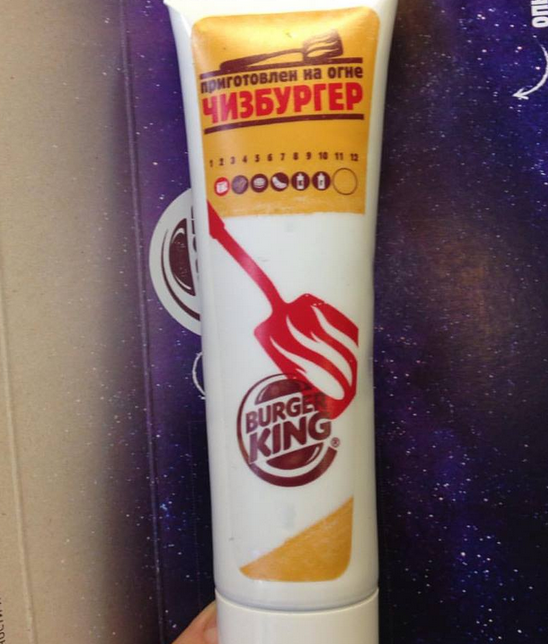 приготовлен на огне
ЧИЗБУРГЕР
1 2 3 4 5 6 7 8 9 10 11 12
BURGER
KING®